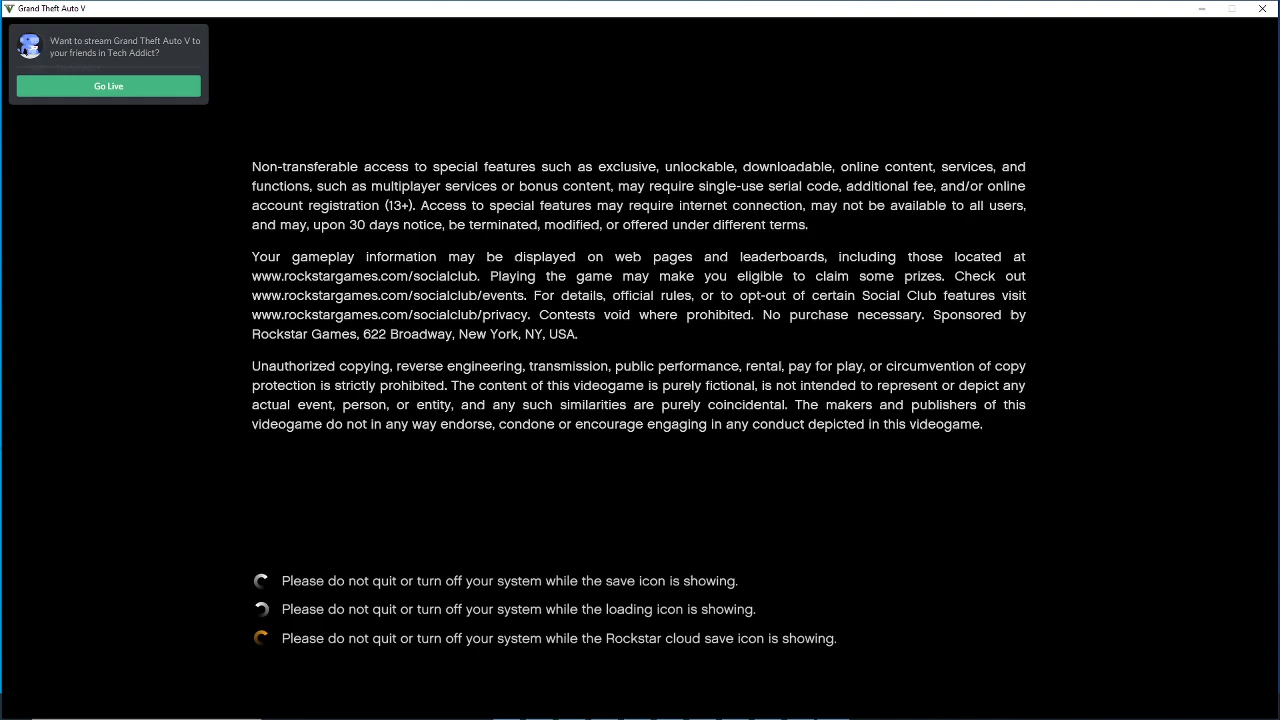 Grand Theft Auto V
Want to stream Grand Theft Auto V to
your friends in Tech Addict?
Go Live
Non-transferable access to special features such as exclusive, unlockable, downloadable, online content, services, and
functions, such as multiplayer services or bonus content, may require single-use serial code, additional fee, and/or online
account registration (13+). Access to special features may require internet connection, may not be available to all users,
and may, upon 30 days notice, be terminated, modified, or offered under different terms.
Your gameplay information may be displayed on web pages and leaderboards, including those located at
www.rockstargames.com/socialclub. Playing the game may make you eligible to claim some prizes. Check out
www.rockstargames.com/socialclub/events. For details, official rules, or to opt-out of certain Social Club features visit
www.rockstargames.com/socialclub/privacy. Contests void where prohibited. No purchase necessary. Sponsored by
Rockstar Games, 622 Broadway, New York, NY, USA.
Unauthorized copying, reverse engineering, transmission, public performance, rental, pay for play, or circumvention of copy
protection is strictly prohibited. The content of this videogame is purely fictional, is not intended to represent or depict any
actual event, person, or entity, and any such similarities are purely coincidental. The makers and publishers of this
videogame do not in any way endorse, condone or encourage engaging in any conduct depicted in this videogame.
Please do not quit or turn off your system while the save icon is showing.
Please do not quit or turn off your system while the loading icon is showing.
Please do not quit or turn off your system while the Rockstar cloud save icon is showing.